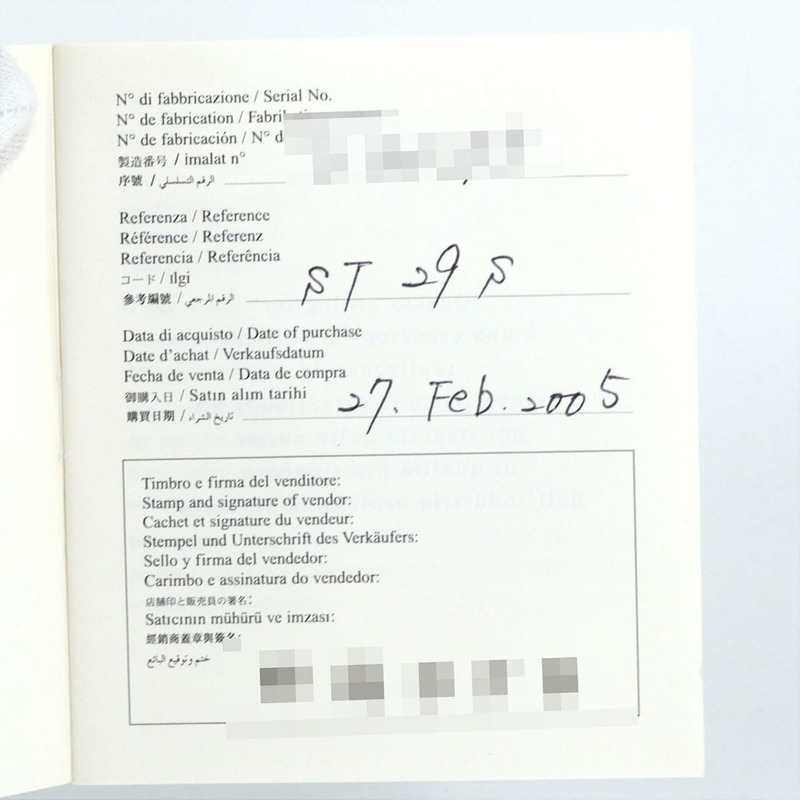 N° di fabbricazione / Serial No.
N° de fabrication /
N° de fabricación / N°
製造番号 / imalat n°
序號 / الرقم التسلسلي
Referenza / Reference
Référence / Referenz
Referencia / Referência
コード / ılgi
參考編號 / الرقم المرجعي
ST 29 S
Data di acquisto / Date of purchase
Date d'achat / Verkaufsdatum
Fecha de venta / Data de compra
御購入日 / Satın alım tarihi
購買日期 / تاريخ الشراء
27. Feb. 2005
Timbro e firma del venditore:
Stamp and signature of vendor:
Cachet et signature du vendeur:
Stempel und Unterschrift des Verkäufers:
Sello y firma del vendedor:
Carimbo e assinatura do vendedor:
店舗印と販売員の署名:
Satıcının mühürü ve imzası:
經銷商蓋章與簽名:
ختم وتوقيع البائع